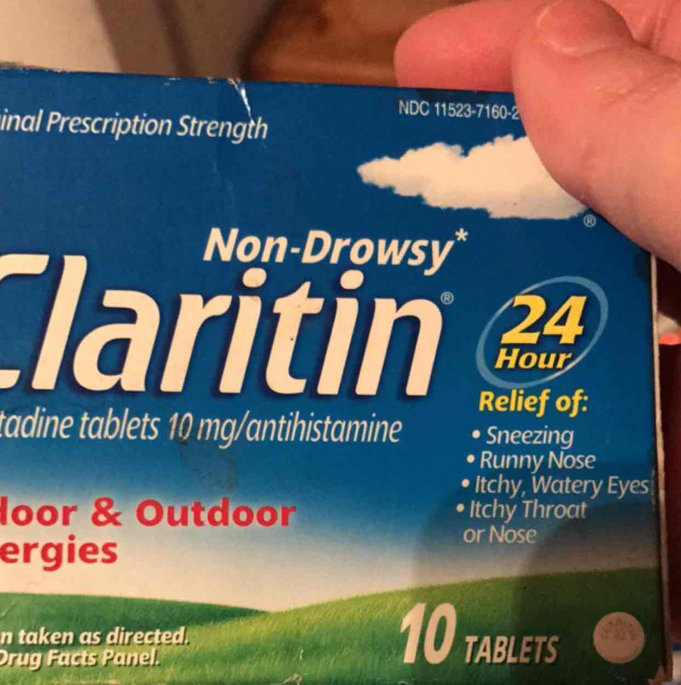 NDC 11523-7160-2
inal Prescription Strength
®
Non-Drowsy*
Claritin®
24
Hour
Relief of:
tadine tablets 10 mg/antihistamine
• Sneezing
• Runny Nose
• Itchy, Watery Eyes
• Itchy Throat
or Nose
door & Outdoor
ergies
n taken as directed.
Drug Facts Panel.
10 TABLETS